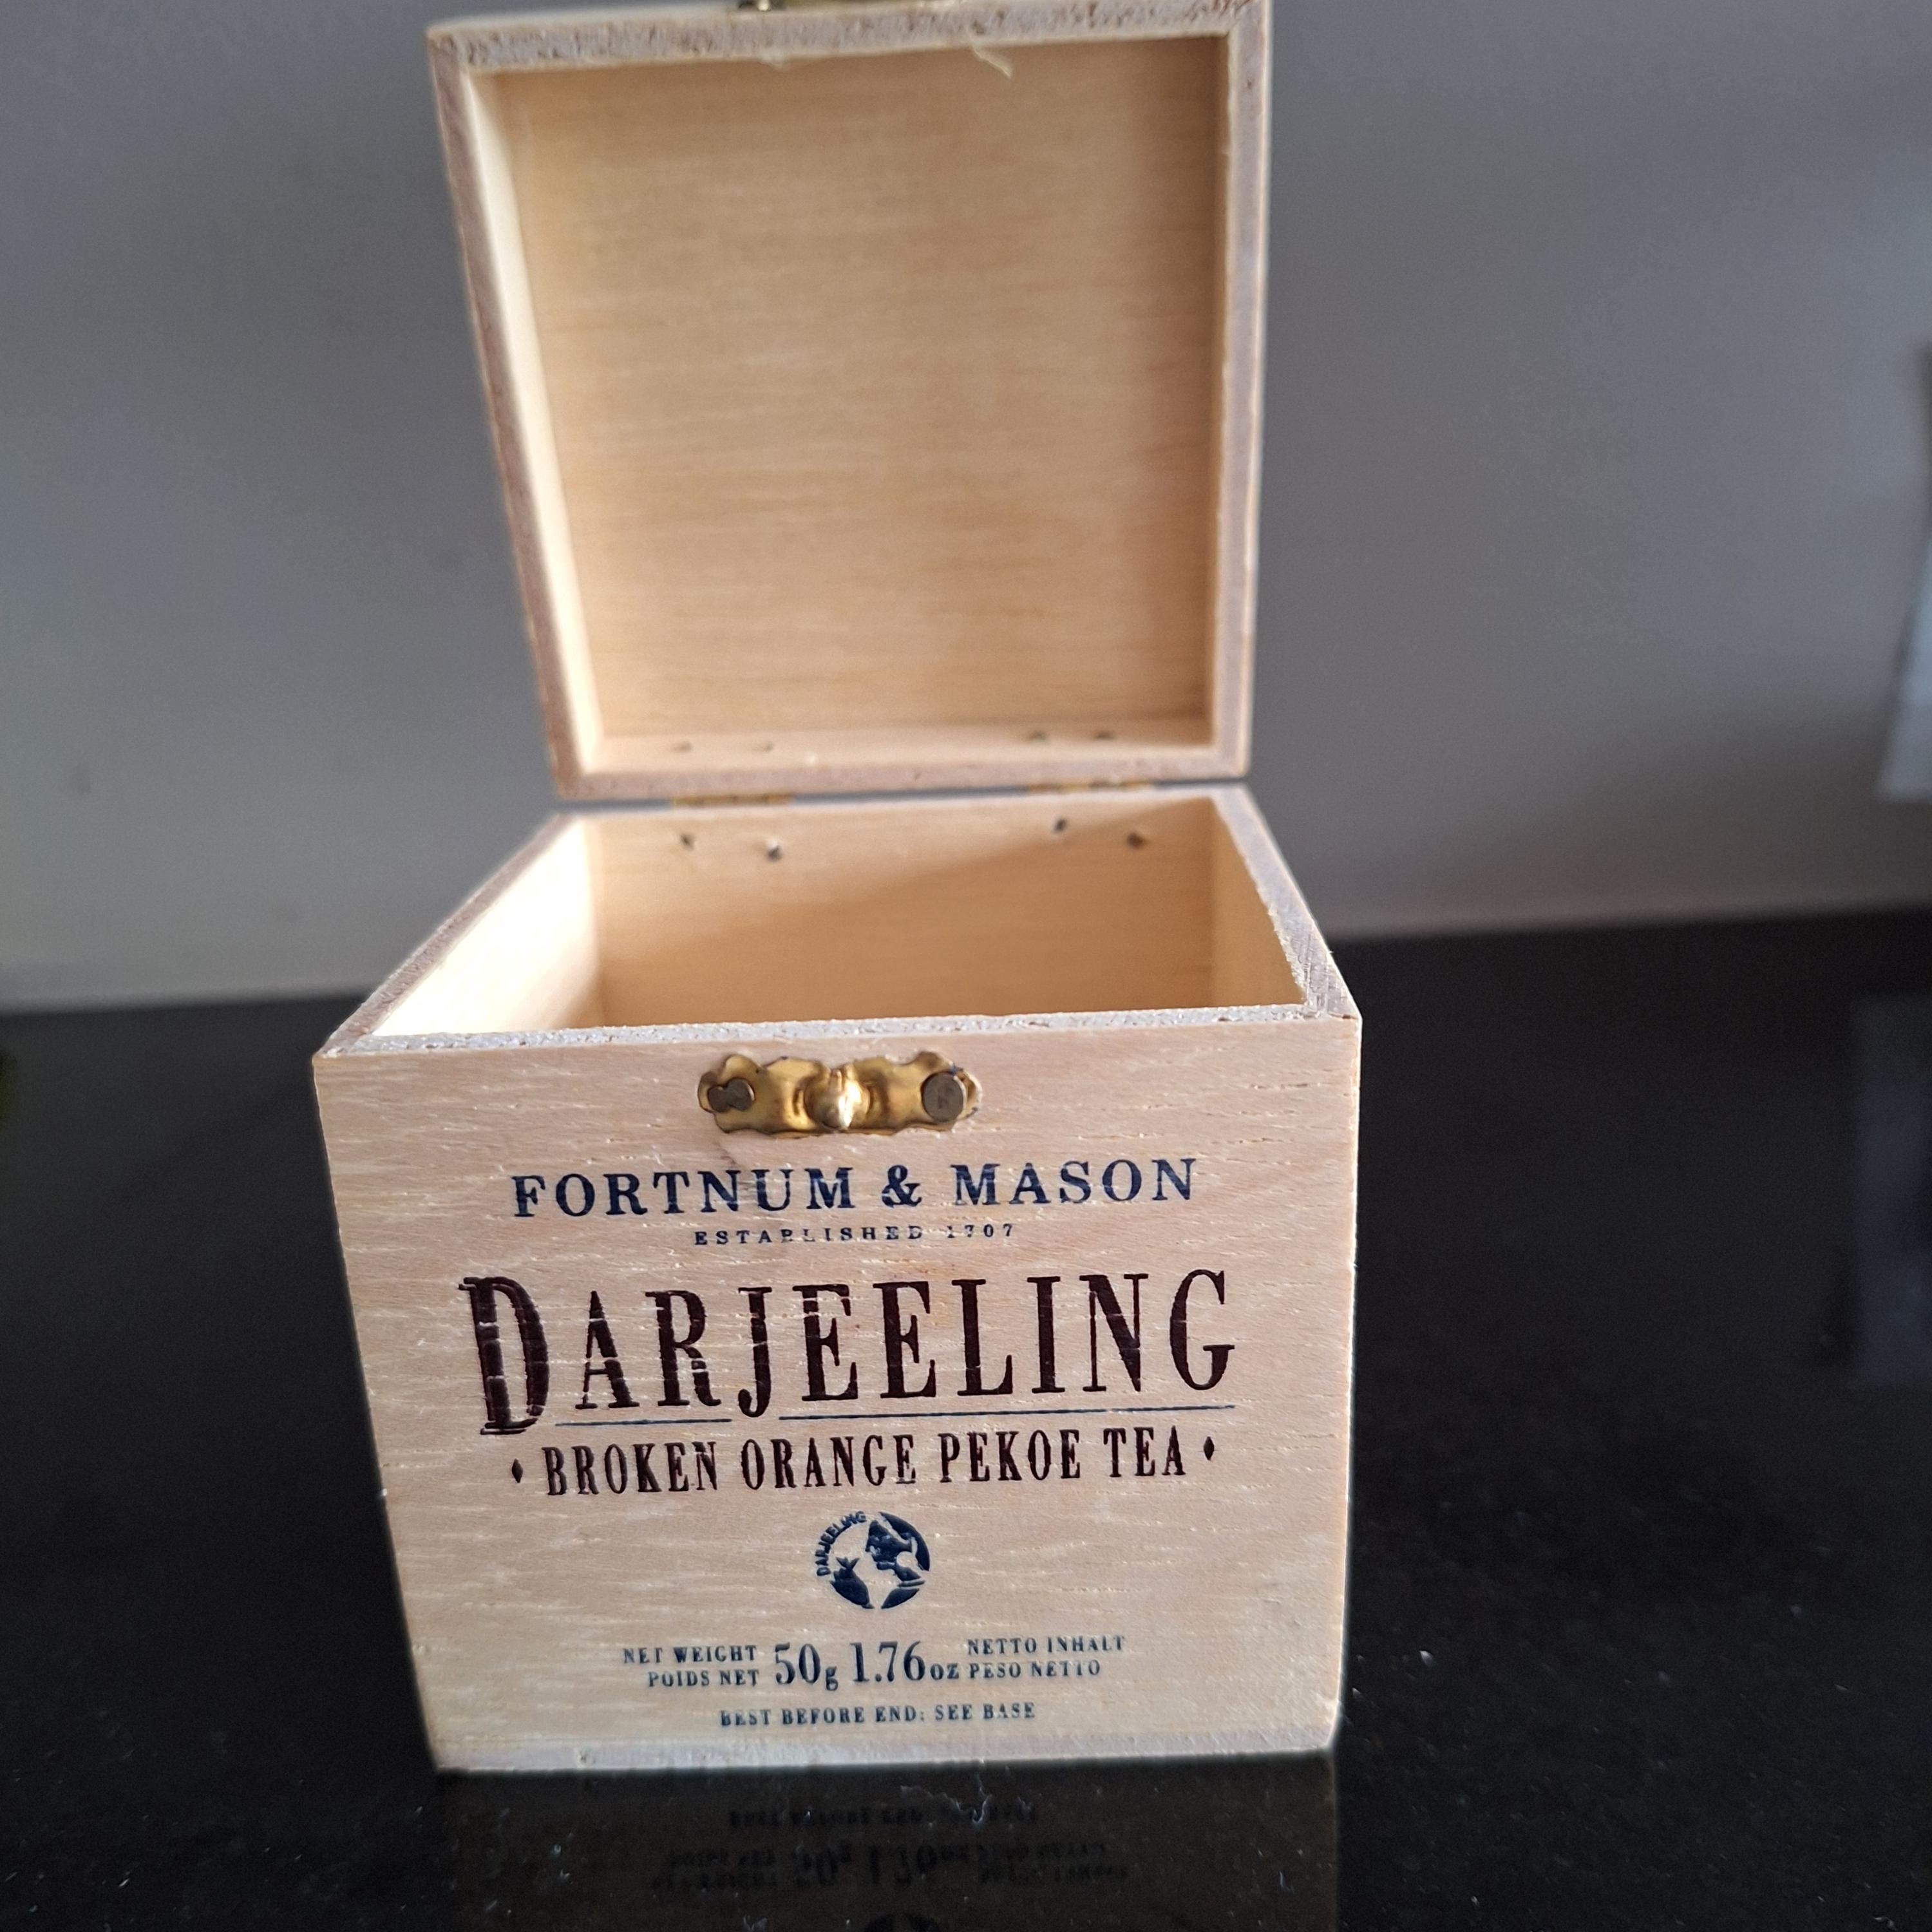 FORTNUM & MASON
ESTABLISHED 1707
DARJEELING
• BROKEN ORANGE PEKOE TEA •
DARJEELING
NET WEIGHT 50g 1.76oz NETTO INHALT
POIDS NET PESO NETTO
BEST BEFORE END: SEE BASE